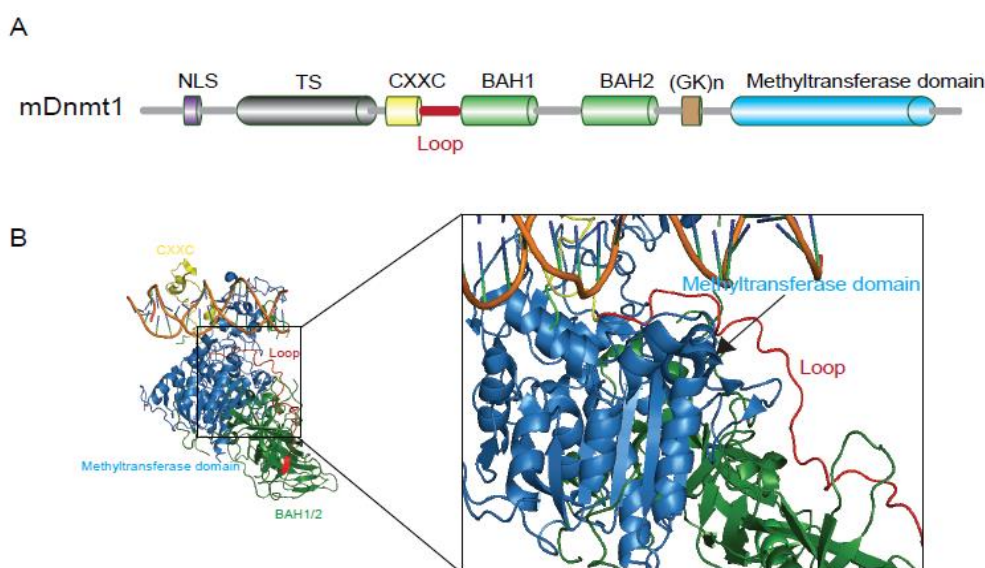 A
NLS TS CXXC BAH1 BAH2 (GK)n Methyltransferase domain
mDnmt1
Loop
B
CXXC
Methyltransferase domain
Loop
Loop
Methyltransferase domain
BAH1/2